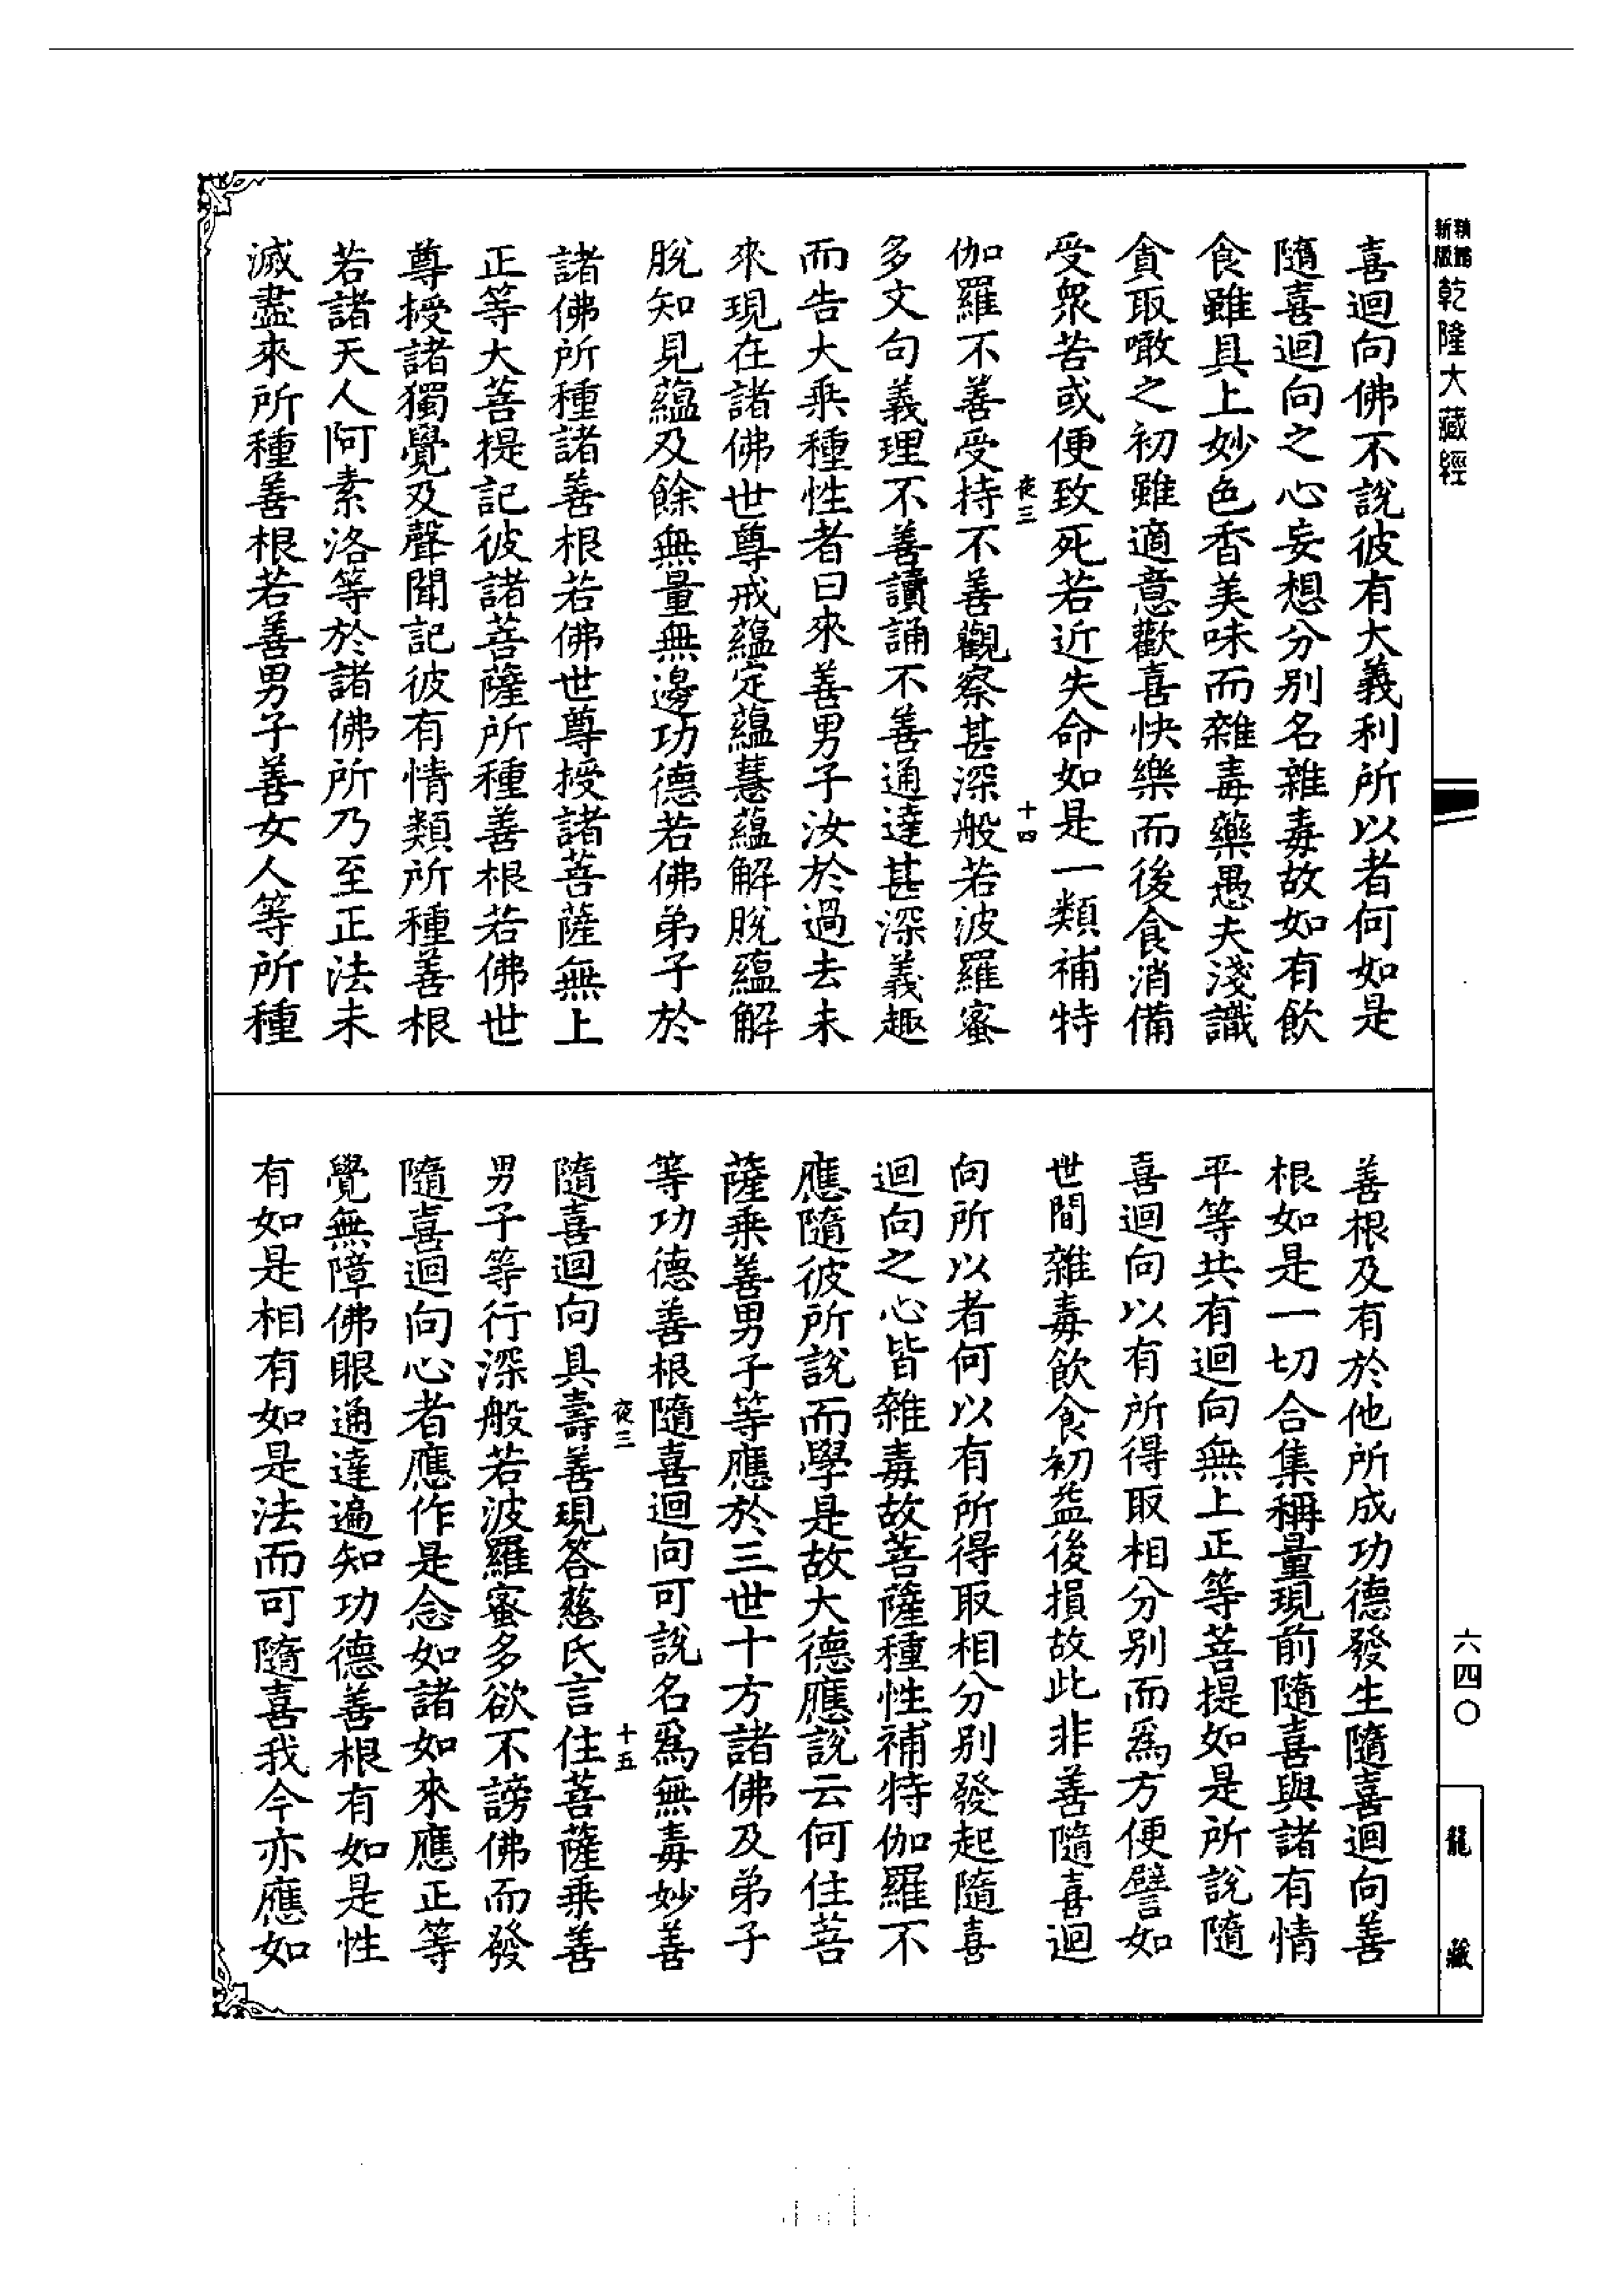 新版
乾隆大藏經
喜迴向佛不說彼有大義利所以者何如是
隨喜迴向之心妄想分別名雜毒故如有飲
食雖具上妙色香美味而雜毒藥愚夫淺識
貪取噉之初雖適意歡喜快樂而後食消備
受衆苦或便致死若近失命如是一類補特
夜三
十四
伽羅不善受持不善觀察甚深般若波羅蜜
多文句義理不善讀誦不善通達甚深義趣
而告大乘種性者曰來善男子汝於過去未
來現在諸佛世尊戒蘊定蘊慧蘊解脫蘊解
脫知見蘊及餘無量無邊功德若佛弟子於
諸佛所種諸善根若佛世尊授諸菩薩無上
正等大菩提記彼諸菩薩所種善根若佛世
尊授諸獨覺及聲聞記彼有情類所種善根
若諸天人阿素洛等於諸佛所乃至正法未
滅盡來所種善根若善男子善女人等所種
善根及有於他所成功德發生隨喜迴向善
根如是一切合集稱量現前隨喜與諸有情
平等共有迴向無上正等菩提如是所說隨
喜迴向以有所得取相分別而爲方便譬如
世間雜毒飲食初益後損故此非善隨喜迴
向所以者何以有所得取相分別發起隨喜
迴向之心皆雜毒故菩薩種性補特伽羅不
應隨彼所說而學是故大德應說云何住菩
薩乘善男子等應於三世十方諸佛及弟子
等功德善根隨喜迴向可說名爲無毒妙善
夜三
十五
隨喜迴向具壽善現答慈氏言住菩薩乘善
男子等行深般若波羅蜜多欲不謗佛而發
隨喜迴向心者應作是念如諸如來應正等
覺無障佛眼通達遍知功德善根有如是性
有如是相有如是法而可隨喜我今亦應如
六四〇
龍藏